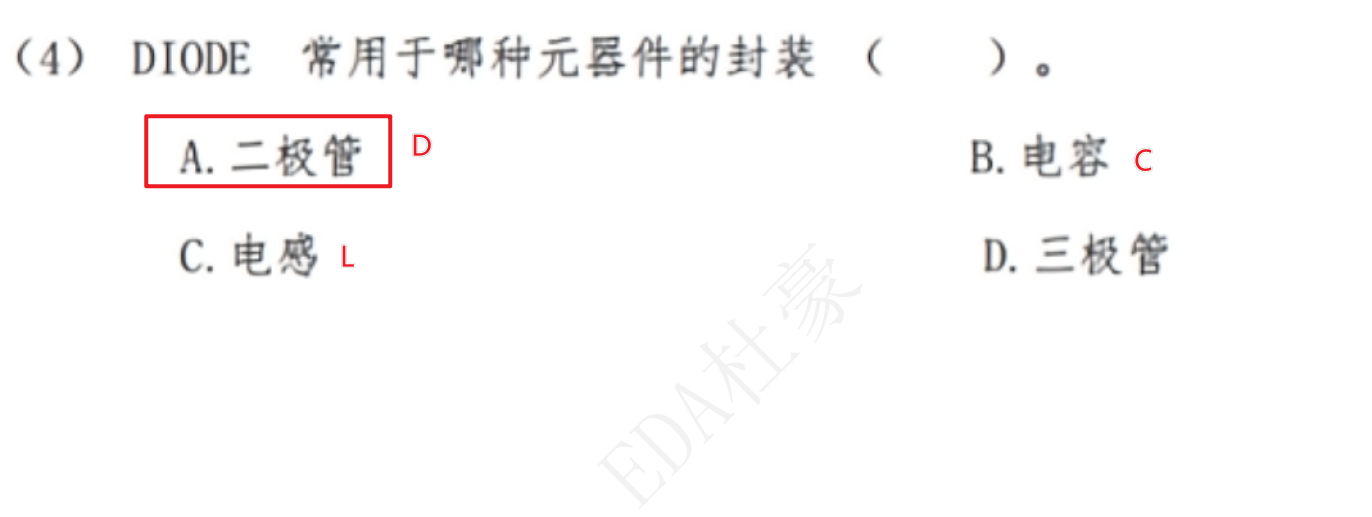 （4） DIODE 常用于哪种元器件的封装 （    ）。
A. 二极管 D    B. 电容 C
C. 电感 L    D. 三极管
EDA杜豪